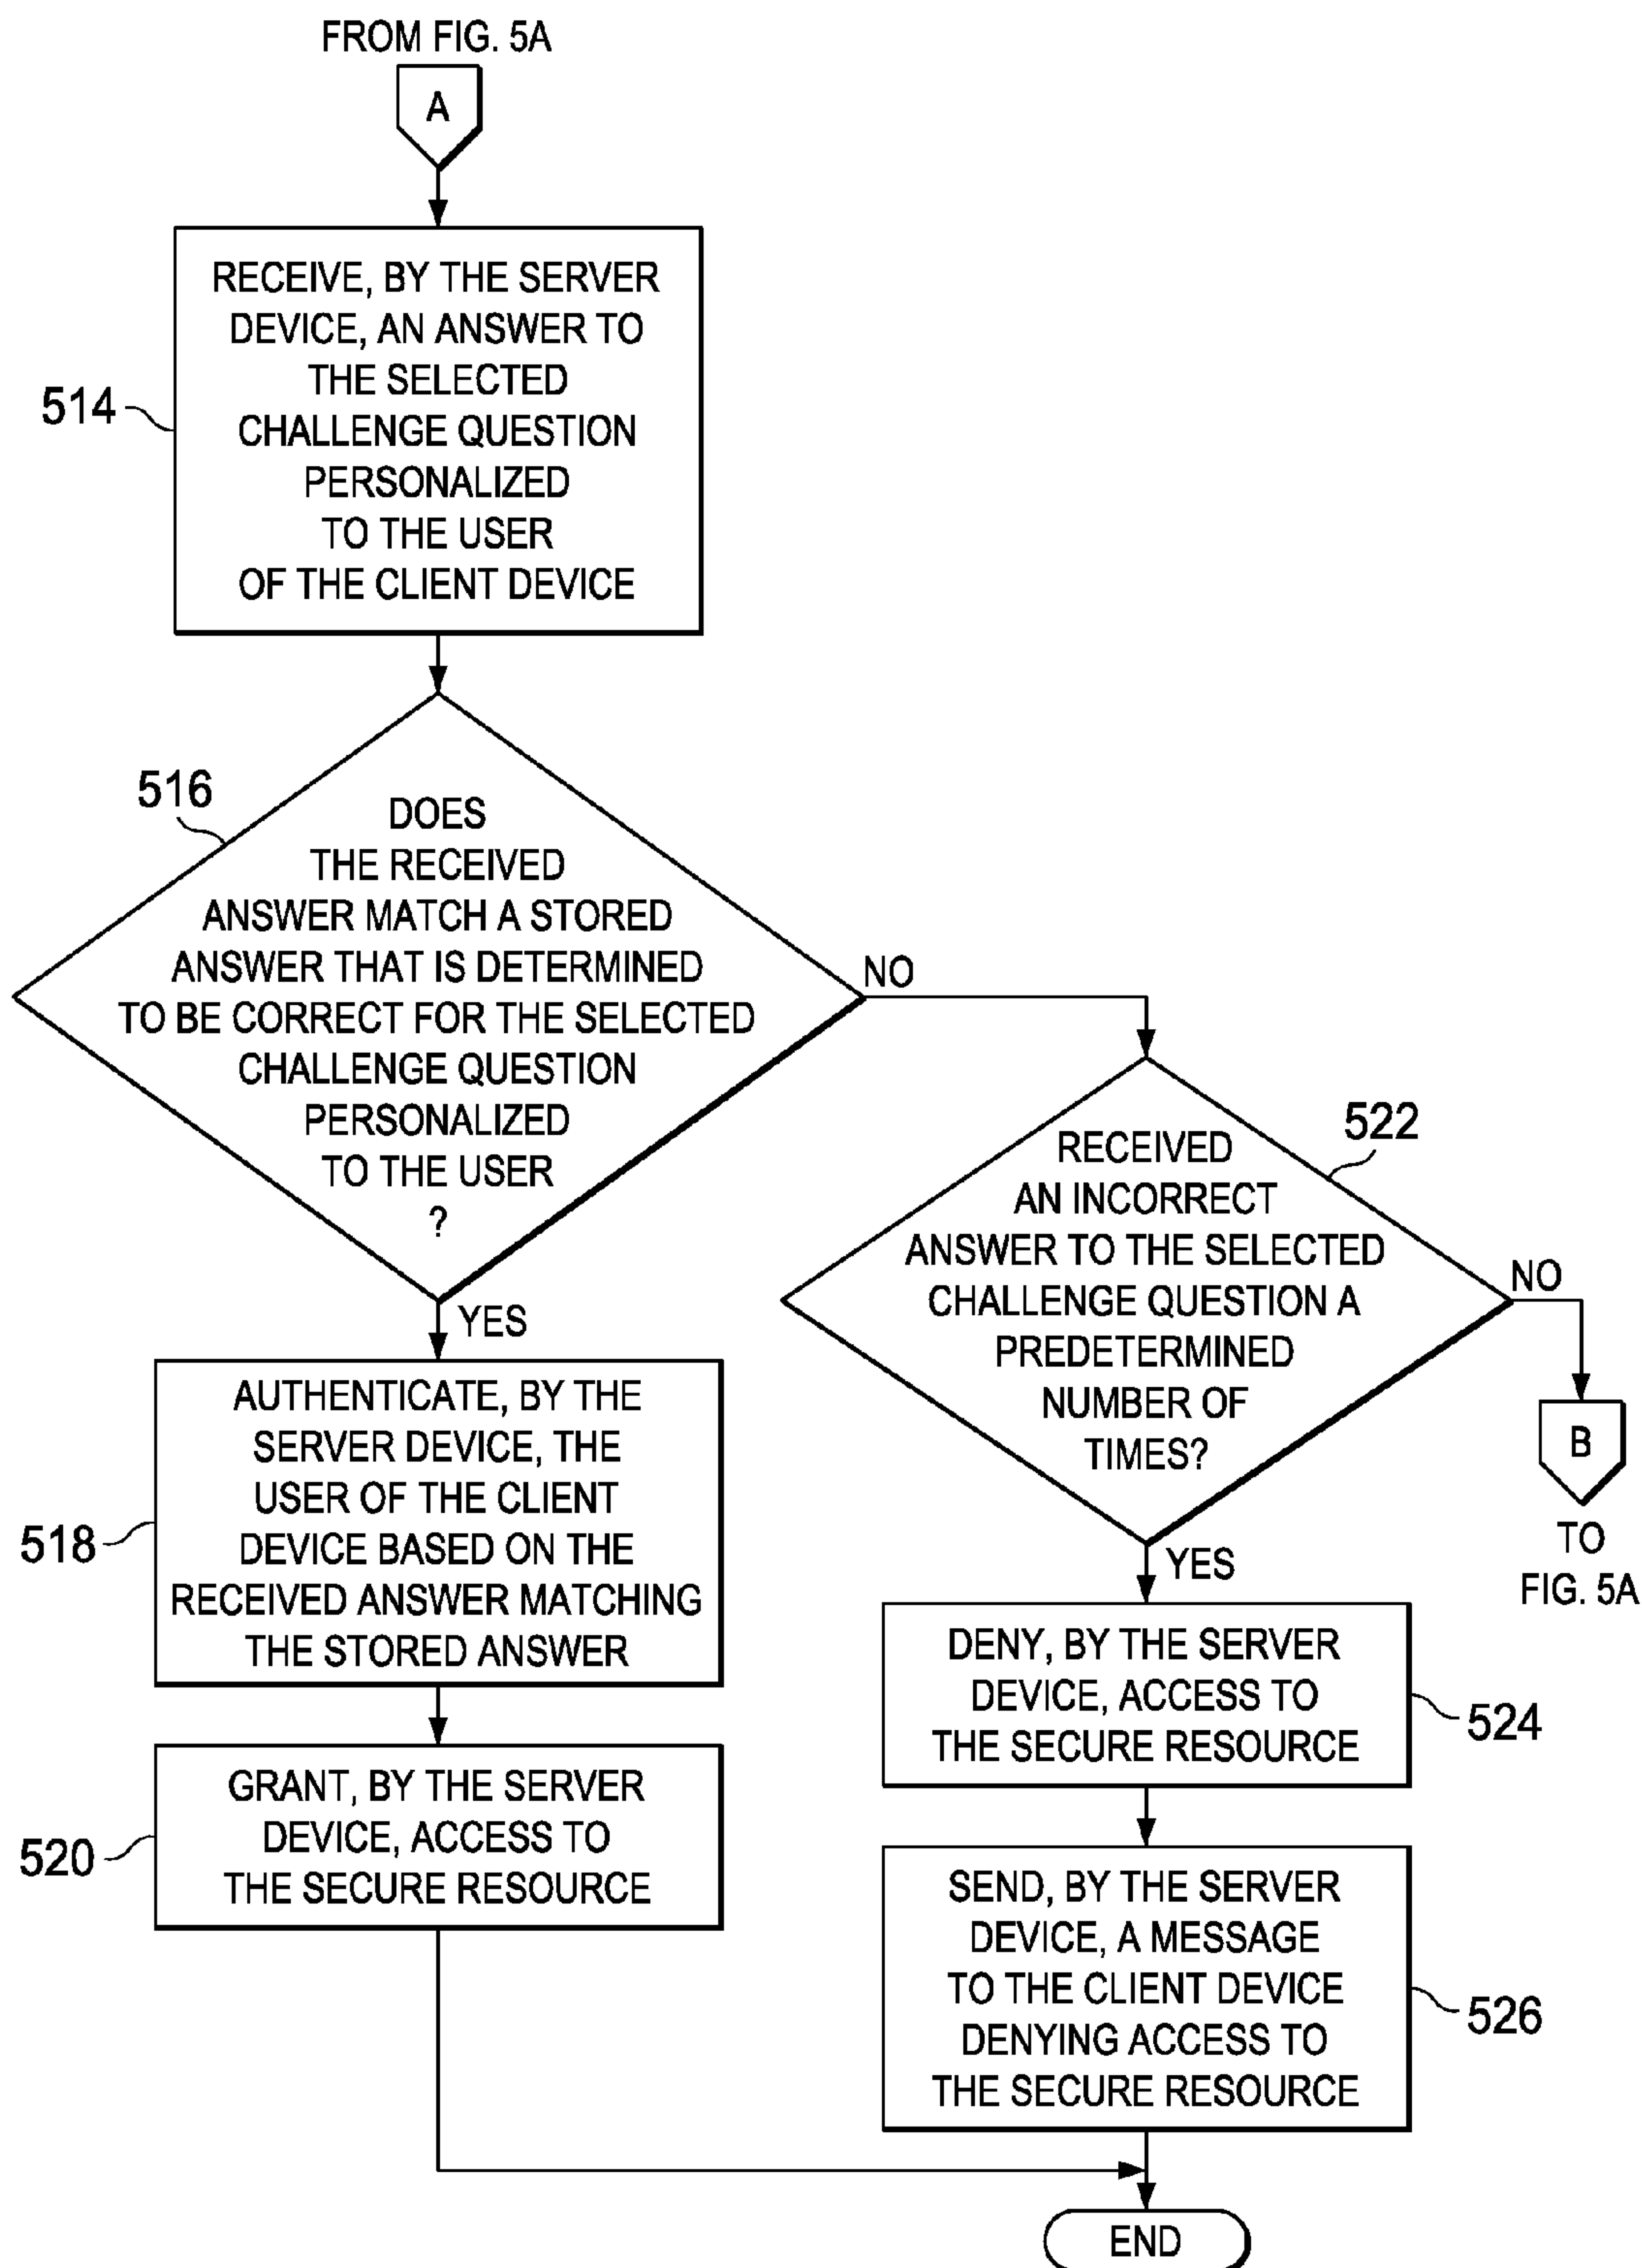 FROM FIG. 5A
A
RECEIVE, BY THE SERVER
DEVICE, AN ANSWER TO
THE SELECTED
CHALLENGE QUESTION
PERSONALIZED
TO THE USER
OF THE CLIENT DEVICE
514
516
DOES
THE RECEIVED
ANSWER MATCH A STORED
ANSWER THAT IS DETERMINED
TO BE CORRECT FOR THE SELECTED
CHALLENGE QUESTION
PERSONALIZED
TO THE USER
?
NO
YES
522
RECEIVED
AN INCORRECT
ANSWER TO THE SELECTED
CHALLENGE QUESTION A
PREDETERMINED
NUMBER OF
TIMES?
NO
B
TO
FIG. 5A
YES
AUTHENTICATE, BY THE
SERVER DEVICE, THE
USER OF THE CLIENT
DEVICE BASED ON THE
RECEIVED ANSWER MATCHING
THE STORED ANSWER
518
GRANT, BY THE SERVER
DEVICE, ACCESS TO
THE SECURE RESOURCE
520
DENY, BY THE SERVER
DEVICE, ACCESS TO
THE SECURE RESOURCE
524
SEND, BY THE SERVER
DEVICE, A MESSAGE
TO THE CLIENT DEVICE
DENYING ACCESS TO
THE SECURE RESOURCE
526
END